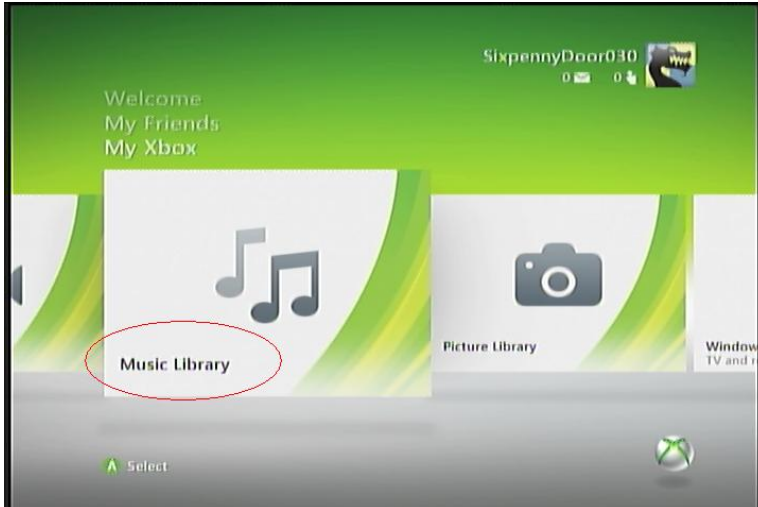 SixpennyDoor030
0 0
Welcome
My Friends
My Xbox
Music Library
Picture Library
Window
TV and r
A Select